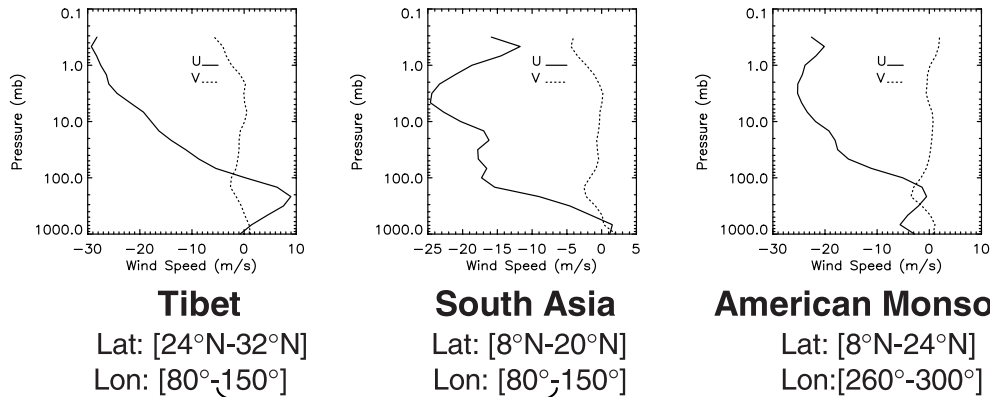 0.1
1.0
10.0
100.0
1000.0
Pressure (mb)
U
V
-30 -20 -10 0 10
Wind Speed (m/s)
Tibet
Lat: [24°N-32°N]
Lon: [80°-150°]
0.1
1.0
10.0
100.0
1000.0
Pressure (mb)
U
V
-25 -20 -15 -10 -5 0 5
Wind Speed (m/s)
South Asia
Lat: [8°N-20°N]
Lon: [80°-150°]
0.1
1.0
10.0
100.0
1000.0
Pressure (mb)
U
V
-30 -20 -10 0 10
Wind Speed (m/s)
American Monso
Lat: [8°N-24°N]
Lon:[260°-300°]